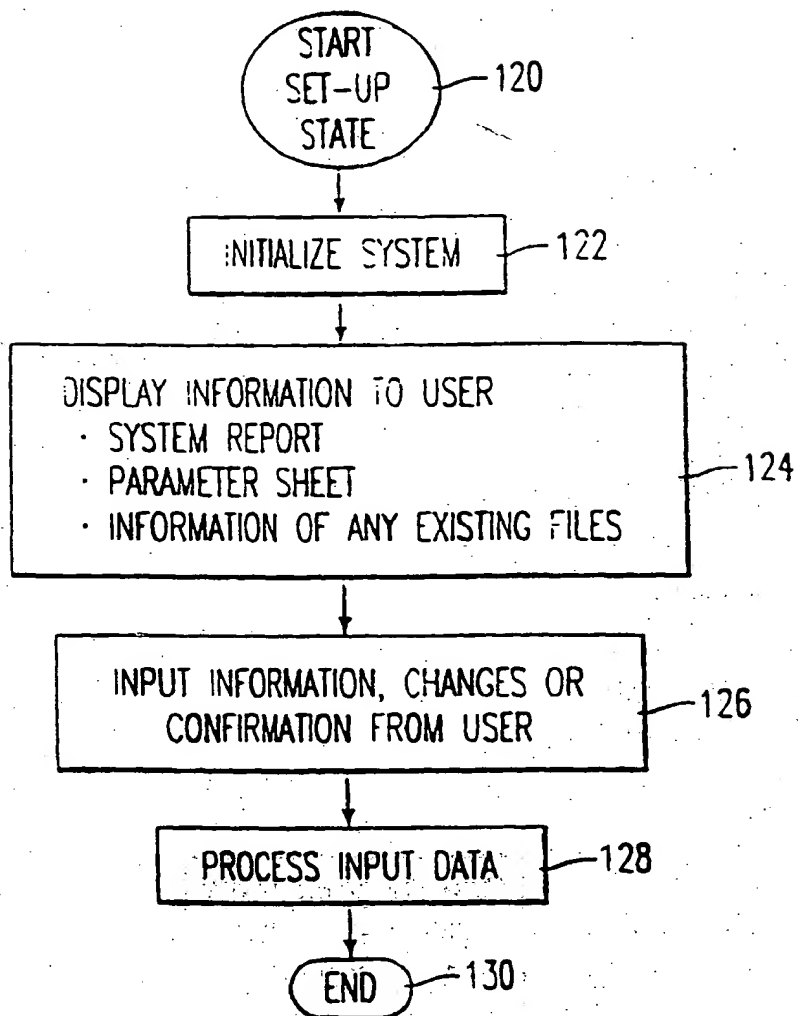 START
SET-UP
STATE
120
INITIALIZE SYSTEM
122
DISPLAY INFORMATION TO USER
· SYSTEM REPORT
· PARAMETER SHEET
· INFORMATION OF ANY EXISTING FILES
124
INPUT INFORMATION, CHANGES OR
CONFIRMATION FROM USER
126
PROCESS INPUT DATA
128
END
130